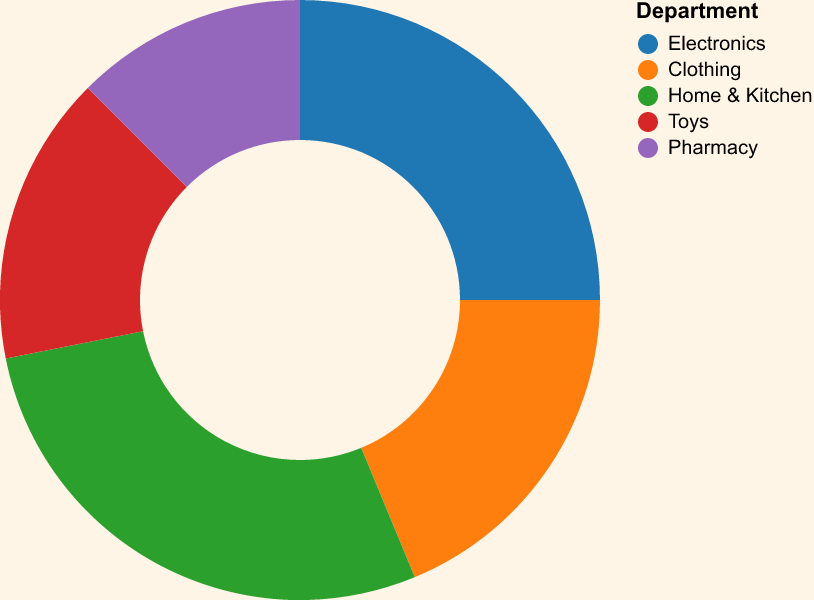 Department
Electronics
Clothing
Home & Kitchen
Toys
Pharmacy